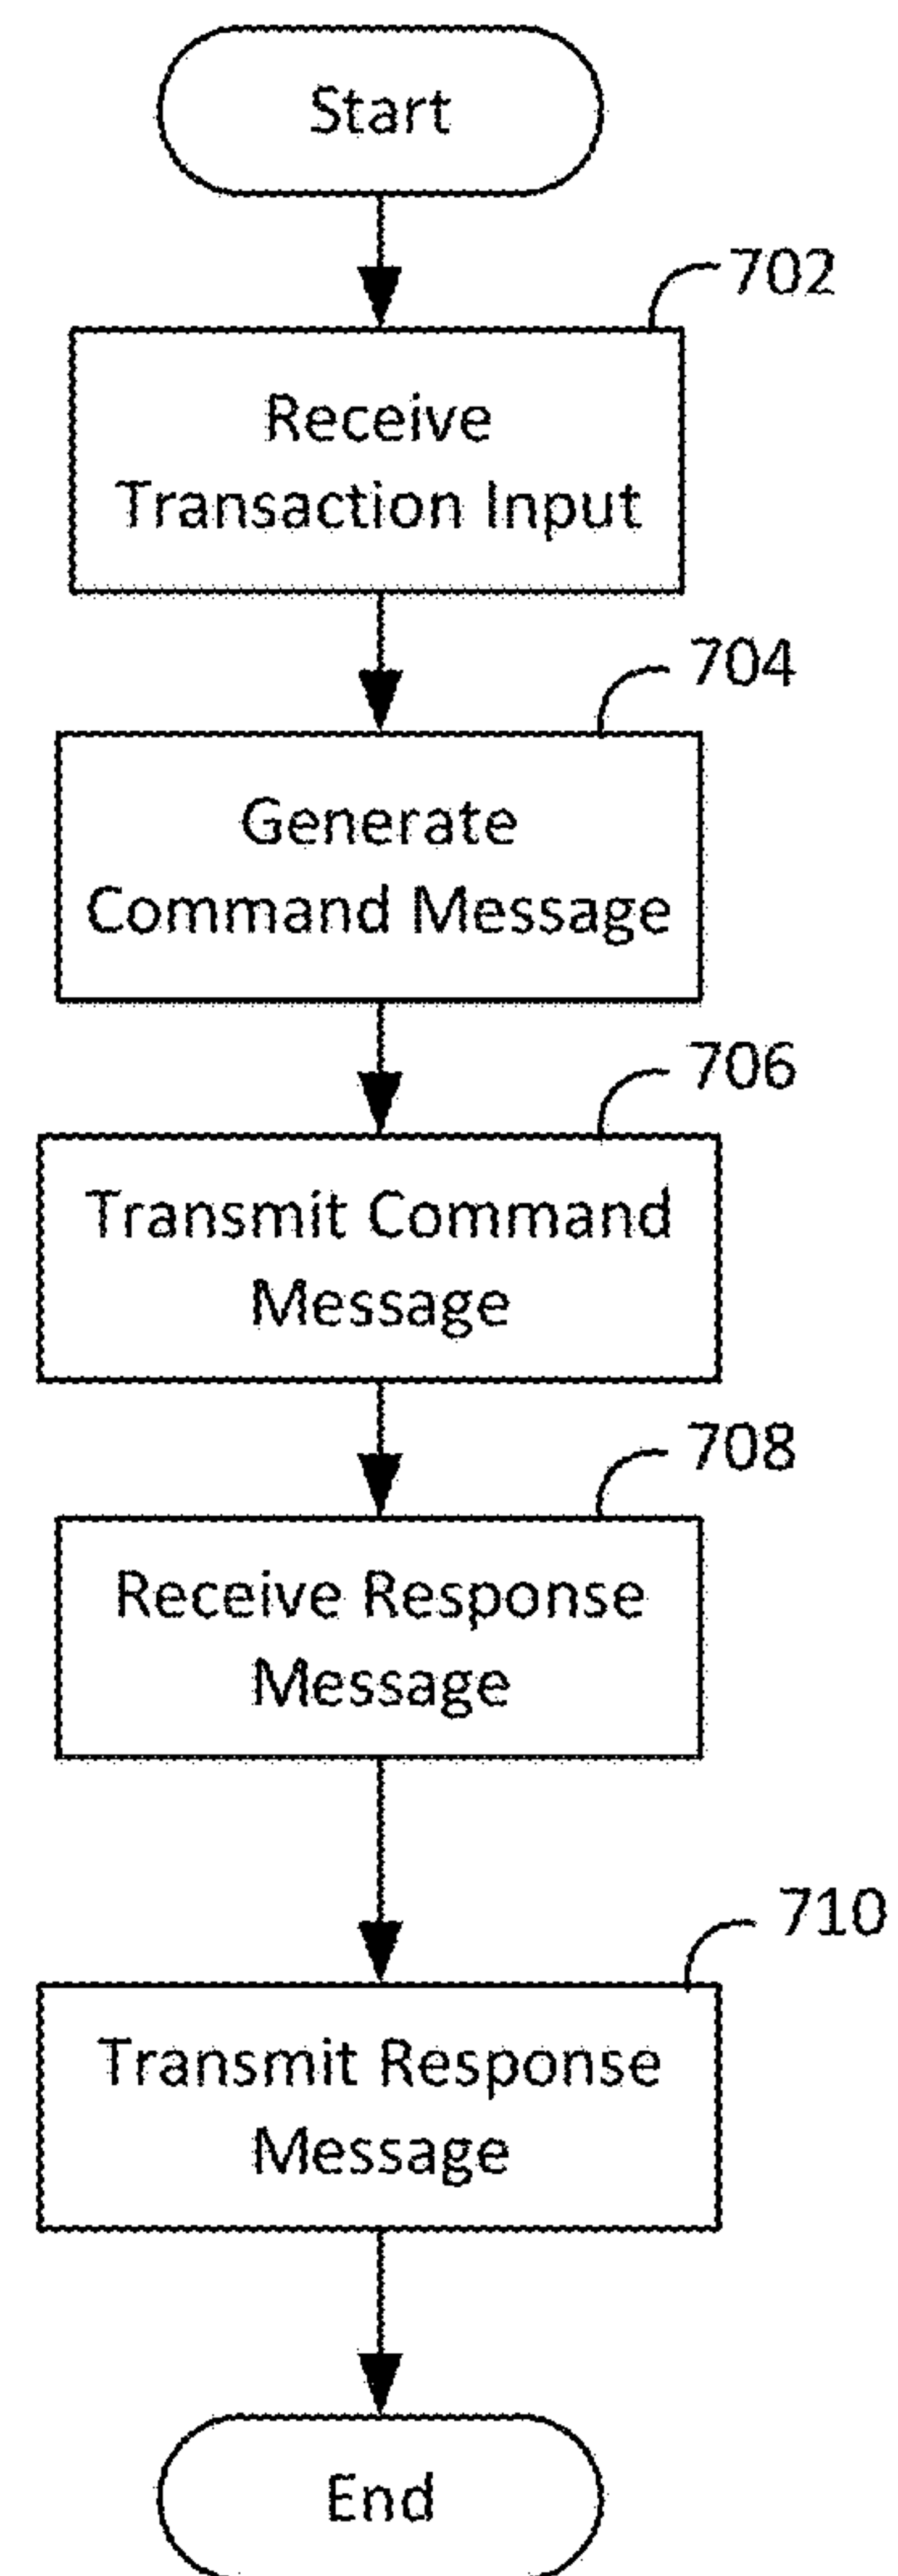 Start
702
Receive
Transaction Input
704
Generate
Command Message
706
Transmit Command
Message
708
Receive Response
Message
710
Transmit Response
Message
End